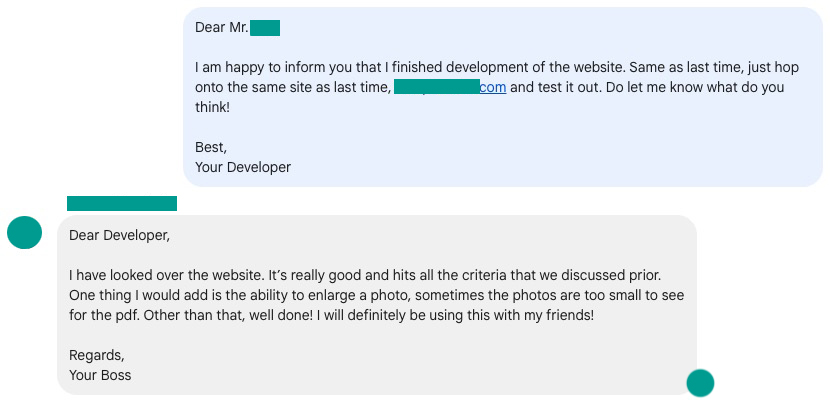 Dear Mr.
I am happy to inform you that I finished development of the website. Same as last time, just hop
onto the same site as last time, com and test it out. Do let me know what do you
think!
Best,
Your Developer
Dear Developer,
I have looked over the website. It’s really good and hits all the criteria that we discussed prior.
One thing I would add is the ability to enlarge a photo, sometimes the photos are too small to see
for the pdf. Other than that, well done! I will definitely be using this with my friends!
Regards,
Your Boss